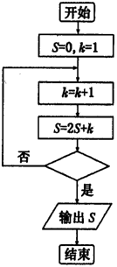 开始
S=0, k=1
k=k+1
S=2S+k
否
是
输出 S
结束